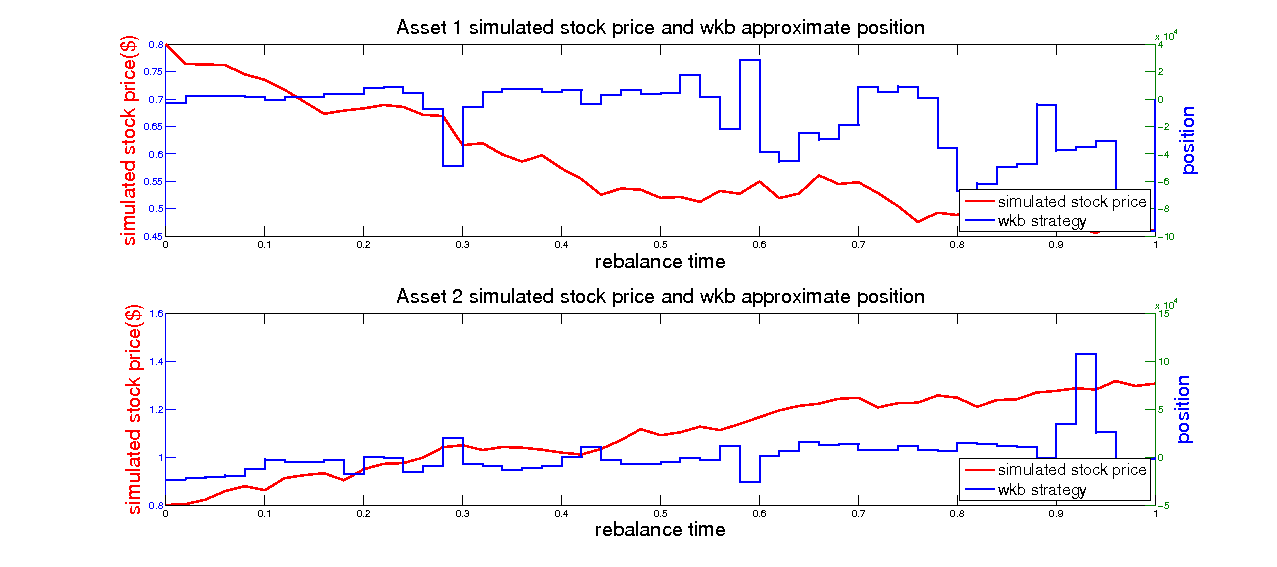 Asset 1 simulated stock price and wkb approximate position
x 10^4
simulated stock price($)
0.8
0.75
0.7
0.65
0.6
0.55
0.5
0.45
4
2
0
−2
−4
−6
−8
−10
position
simulated stock price
wkb strategy
0 0.1 0.2 0.3 0.4 0.5 0.6 0.7 0.8 0.9 1
rebalance time
Asset 2 simulated stock price and wkb approximate position
x 10^4
simulated stock price($)
1.6
1.4
1.2
1
0.8
15
10
5
0
−5
position
simulated stock price
wkb strategy
0 0.1 0.2 0.3 0.4 0.5 0.6 0.7 0.8 0.9 1
rebalance time